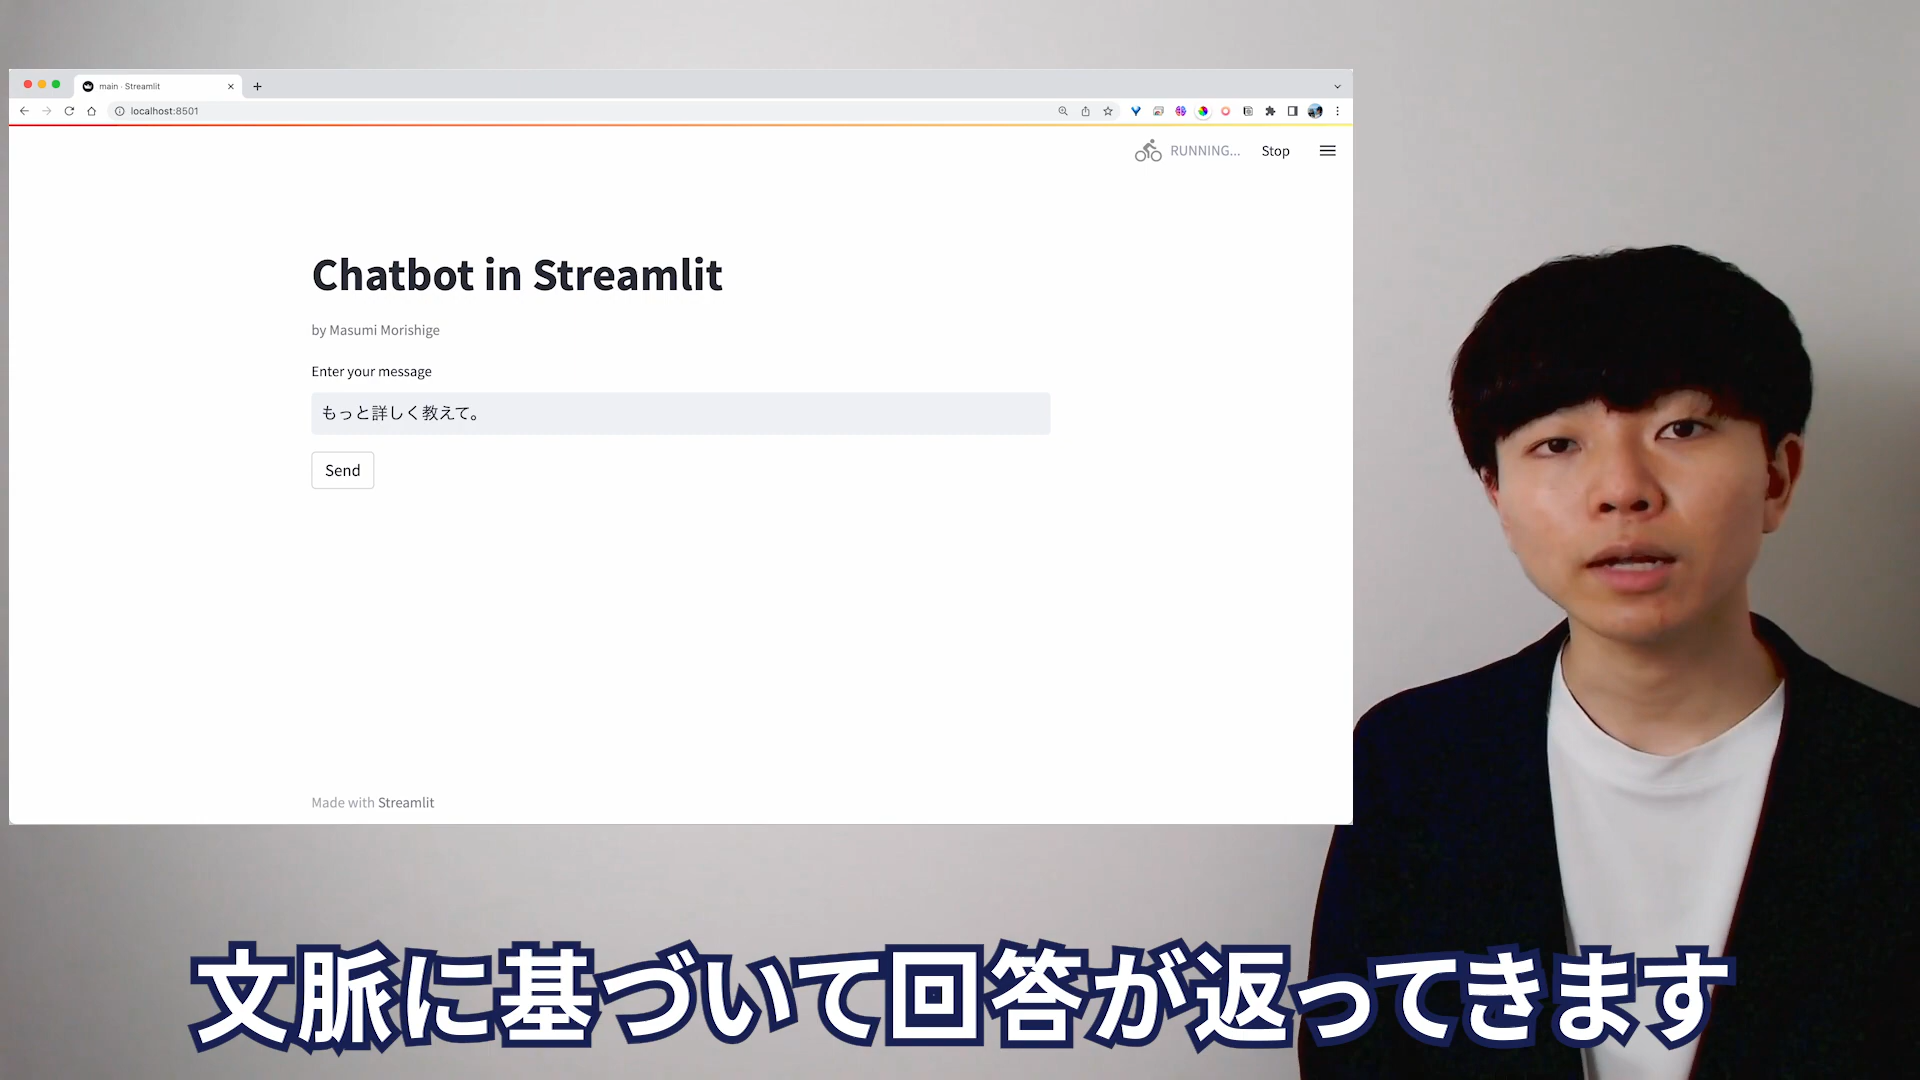 main · Streamlit
localhost:8501
RUNNING...
Stop
Chatbot in Streamlit
by Masumi Morishige
Enter your message
もっと詳しく教えて。
Send
Made with Streamlit
文脈に基づいて回答が返ってきます